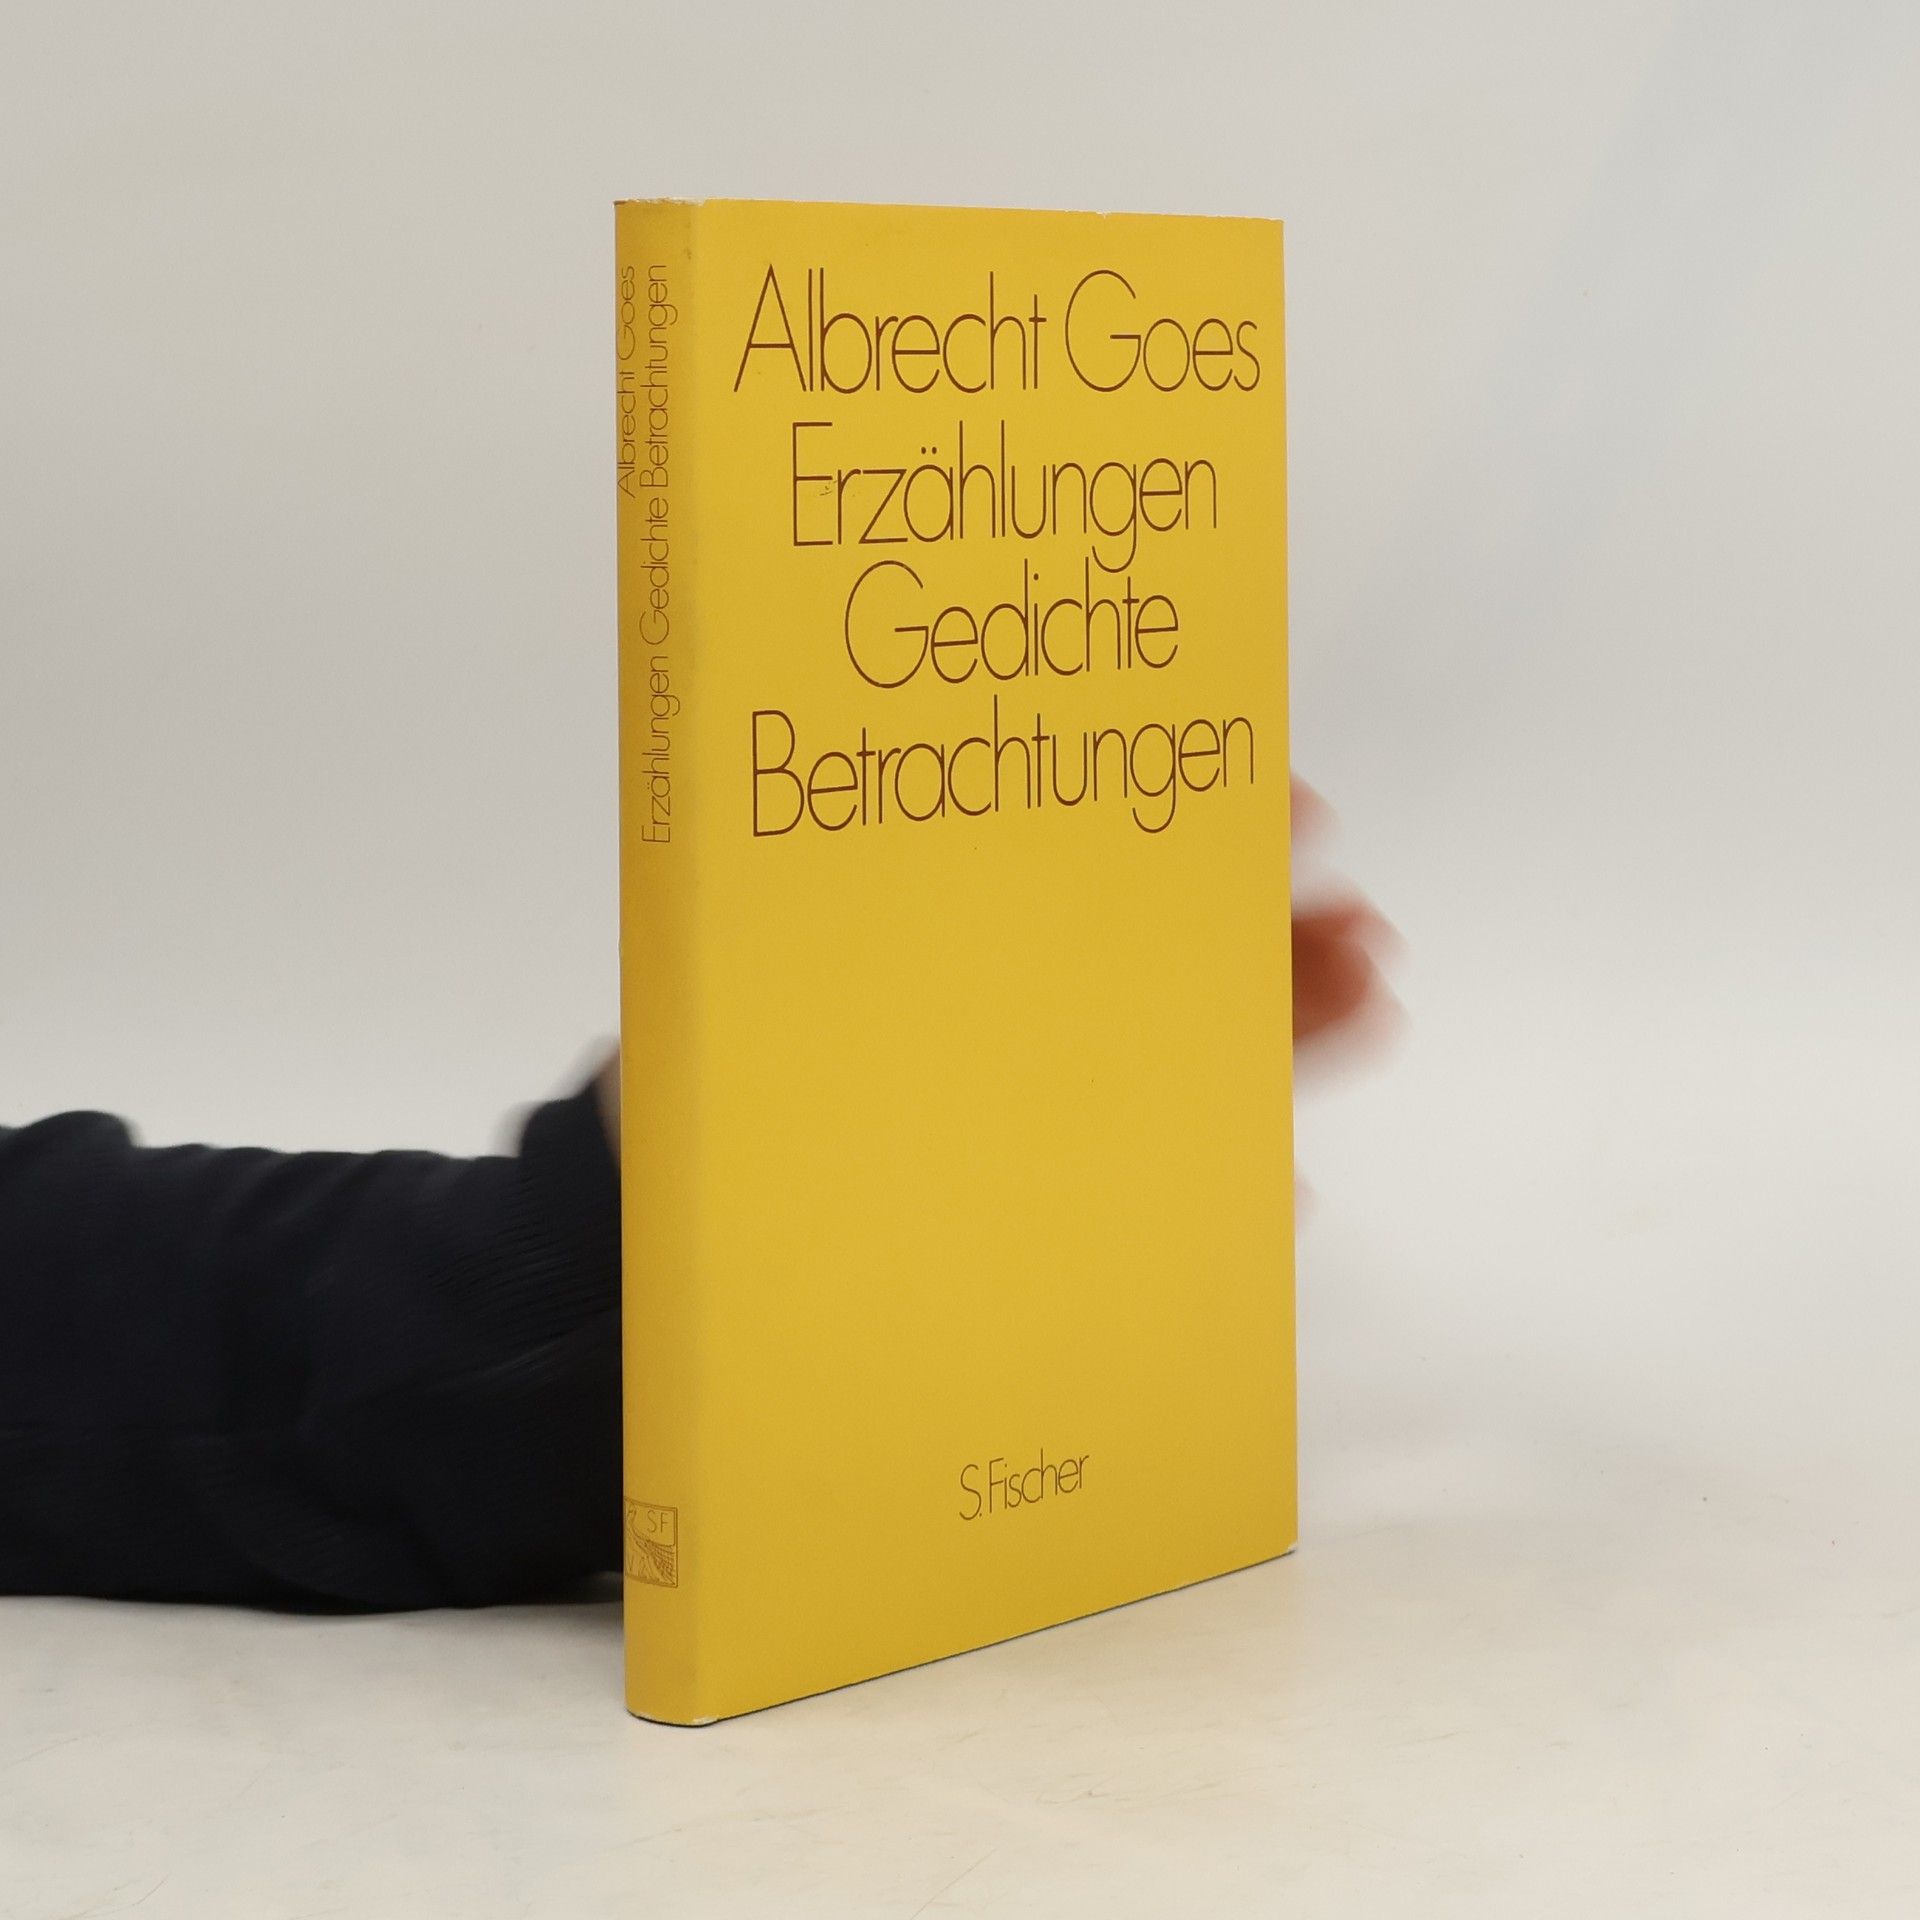 Albrecht Goes
Erzählungen
Gedichte
Betrachtungen
S. Fischer
Albrecht Goes
Erzählungen Gedichte Betrachtungen
SF
V